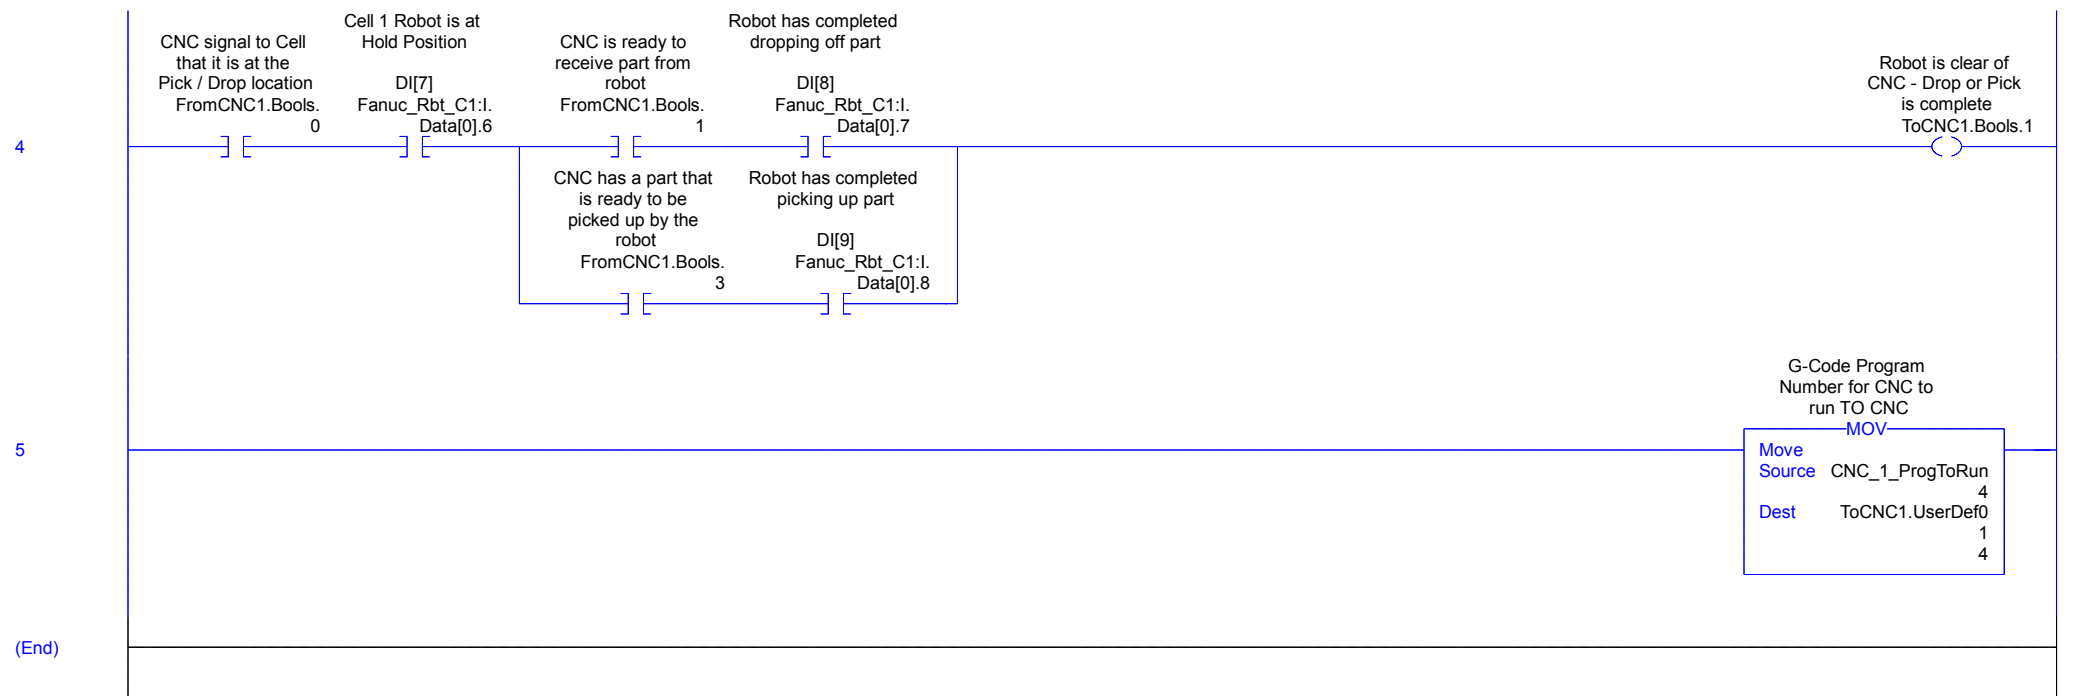 CNC signal to Cell
that it is at the
Pick / Drop location
FromCNC1.Bools.
0
Cell 1 Robot is at
Hold Position
DI[7]
Fanuc_Rbt_C1:I.
Data[0].6
CNC is ready to
receive part from
robot
FromCNC1.Bools.
1
Robot has completed
dropping off part
DI[8]
Fanuc_Rbt_C1:I.
Data[0].7
Robot is clear of
CNC - Drop or Pick
is complete
ToCNC1.Bools.1
4
CNC has a part that
is ready to be
picked up by the
robot
FromCNC1.Bools.
3
Robot has completed
picking up part
DI[9]
Fanuc_Rbt_C1:I.
Data[0].8
G-Code Program
Number for CNC to
run TO CNC
5
MOV
Move
Source CNC_1_ProgToRun
4
Dest ToCNC1.UserDef0
1
4
(End)